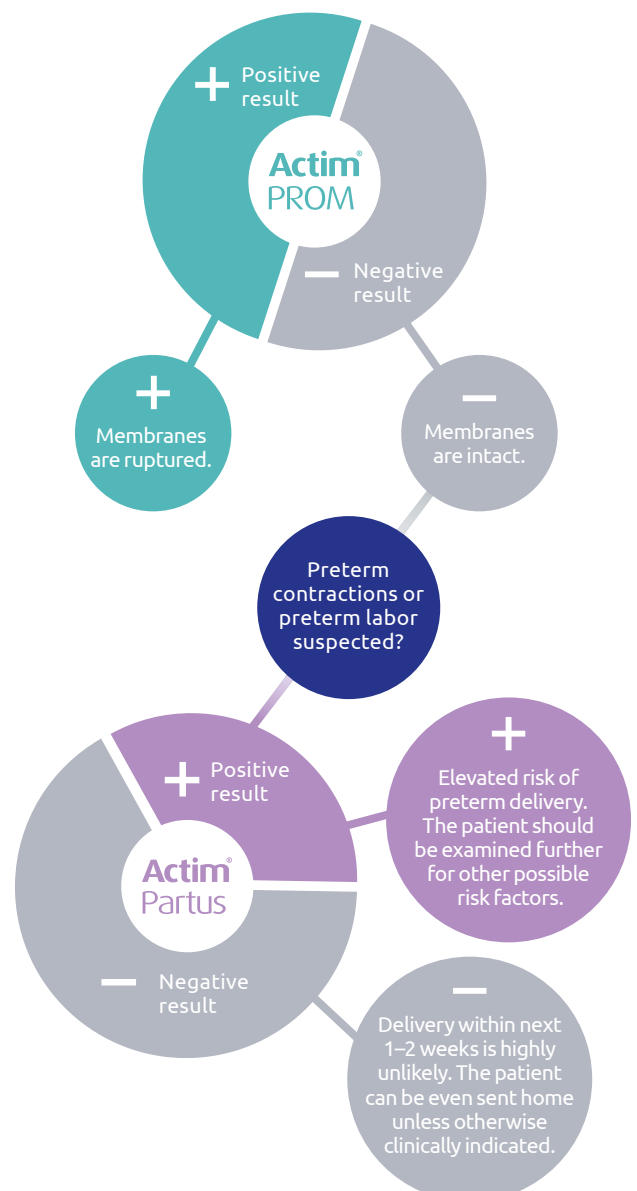 + Positive
result
Actim®
PROM
– Negative
result
+
Membranes
are ruptured.
–
Membranes
are intact.
Preterm
contractions or
preterm labor
suspected?
+ Positive
result
Actim®
Partus
– Negative
result
+
Elevated risk of
preterm delivery.
The patient should
be examined further
for other possible
risk factors.
–
Delivery within next
1–2 weeks is highly
unlikely. The patient
can be even sent home
unless otherwise
clinically indicated.